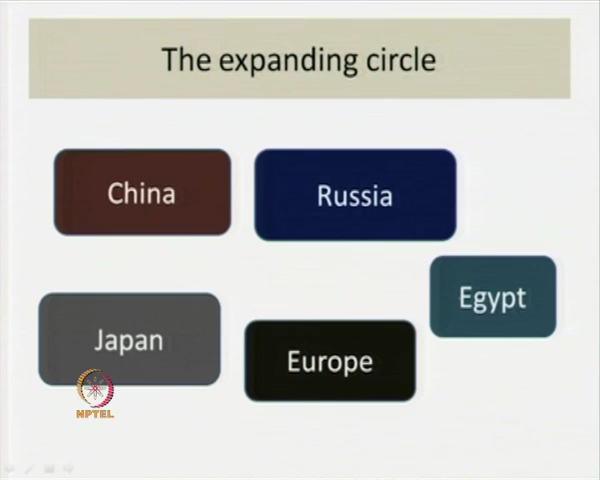 The expanding circle
China
Russia
Egypt
Japan
Europe
NPTEL